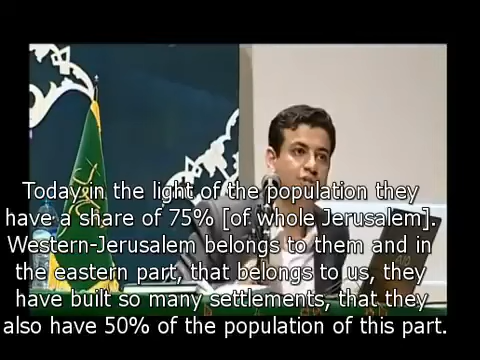 Today in the light of the population they
have a share of 75% [of whole Jerusalem].
Western-Jerusalem belongs to them and in
the eastern part, that belongs to us, they
have built so many settlements, that they
also have 50% of the population of this part.